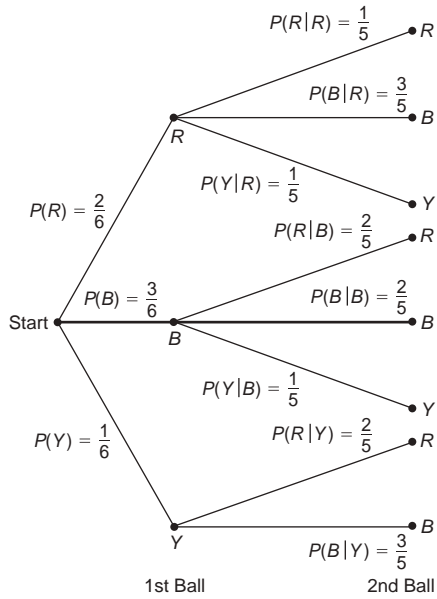 P(R|R) = 1/5
R
P(B|R) = 3/5
B
R
P(Y|R) = 1/5
Y
P(R) = 2/6
P(R|B) = 2/5
R
P(B) = 3/6
P(B|B) = 2/5
Start
B
B
P(Y|B) = 1/5
Y
P(R|Y) = 2/5
R
P(Y) = 1/6
Y
B
P(B|Y) = 3/5
1st Ball 2nd Ball